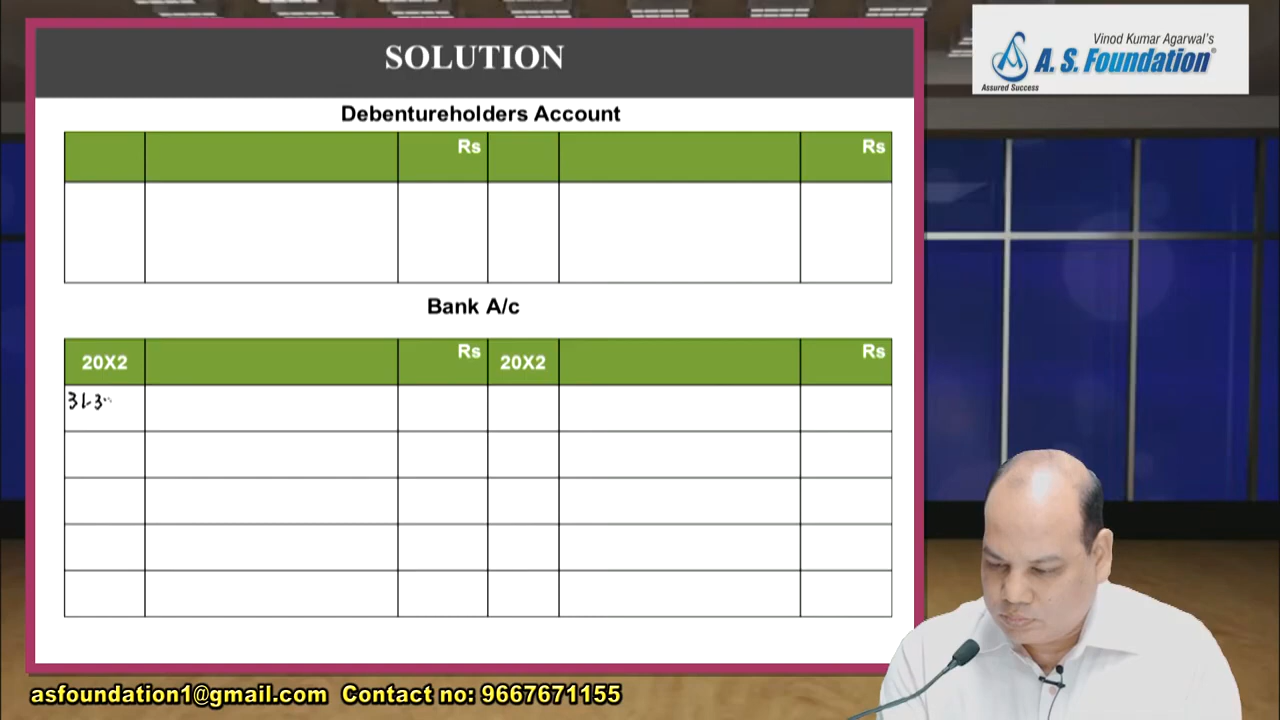 SOLUTION
Vinod Kumar Agarwal's
A. S. Foundation®
Assured Success
Debentureholders Account
Rs Rs
Bank A/c
20X2 Rs 20X2 Rs
31-3
asfoundation1@gmail.com Contact no: 9667671155